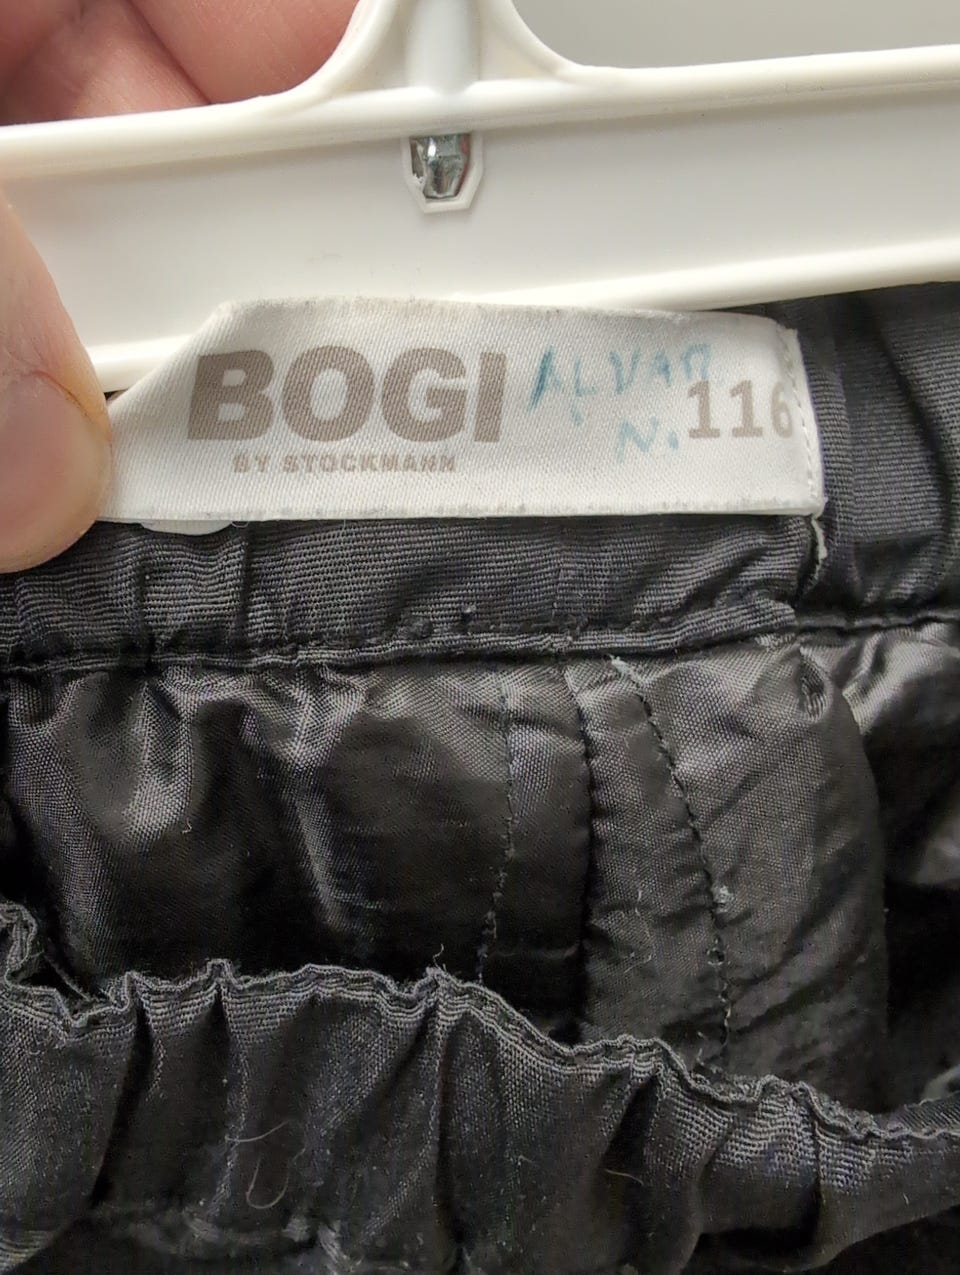 BOGI
BY STOCKMANN
ALVAR
N.
116